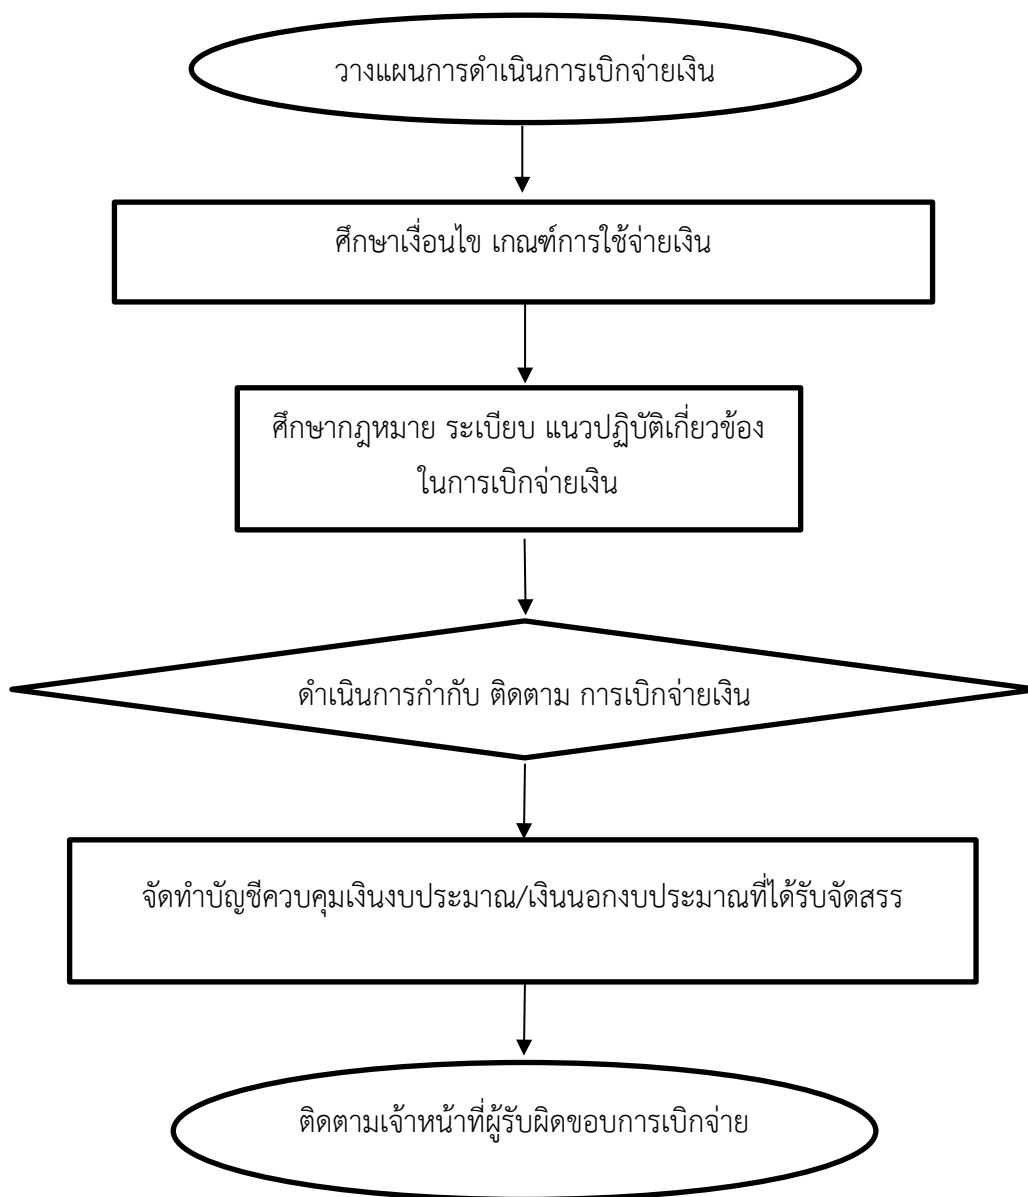 วางแผนการดำเนินการเบิกจ่ายเงิน
ศึกษาเงื่อนไข เกณฑ์การใช้จ่ายเงิน
ศึกษากฎหมาย ระเบียบ แนวปฏิบัติเกี่ยวข้อง
ในการเบิกจ่ายเงิน
ดำเนินการกำกับ ติดตาม การเบิกจ่ายเงิน
จัดทำบัญชีควบคุมเงินงบประมาณ/เงินนอกงบประมาณที่ได้รับจัดสรร
ติดตามเจ้าหน้าที่ผู้รับผิดขอบการเบิกจ่าย